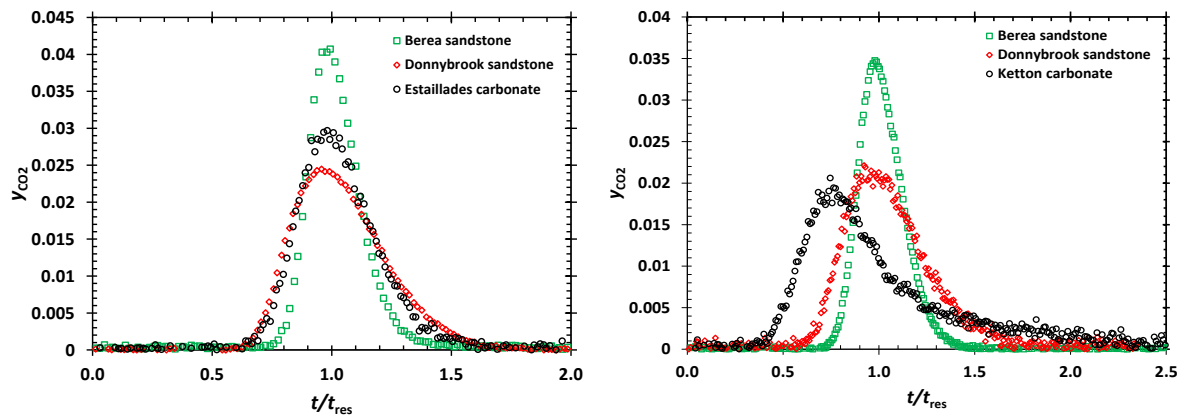 0.05
0.045
0.04
0.035
0.03
0.025
0.02
0.015
0.01
0.005
0
yCO2
Berea sandstone
Donnybrook sandstone
Estaillades carbonate
0.0 0.5 1.0 1.5 2.0
t/tres
0.04
0.035
0.03
0.025
0.02
0.015
0.01
0.005
0
yCO2
Berea sandstone
Donnybrook sandstone
Ketton carbonate
0.0 0.5 1.0 1.5 2.0 2.5
t/tres